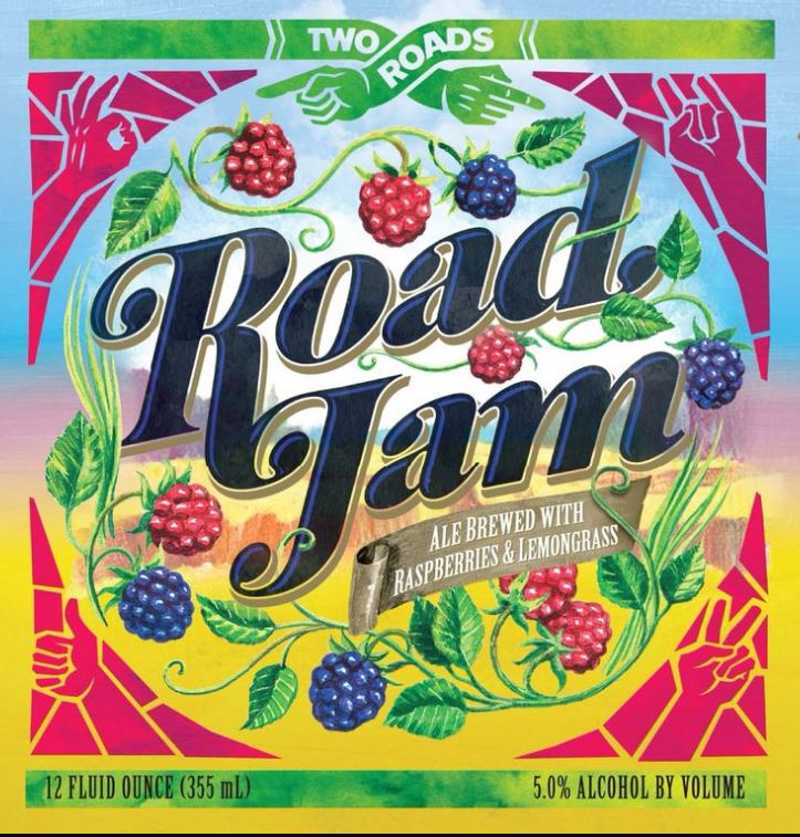 TWO ROADS
Road
Jam
ALE BREWED WITH
RASPBERRIES & LEMONGRASS
12 FLUID OUNCE (355 mL)
5.0% ALCOHOL BY VOLUME